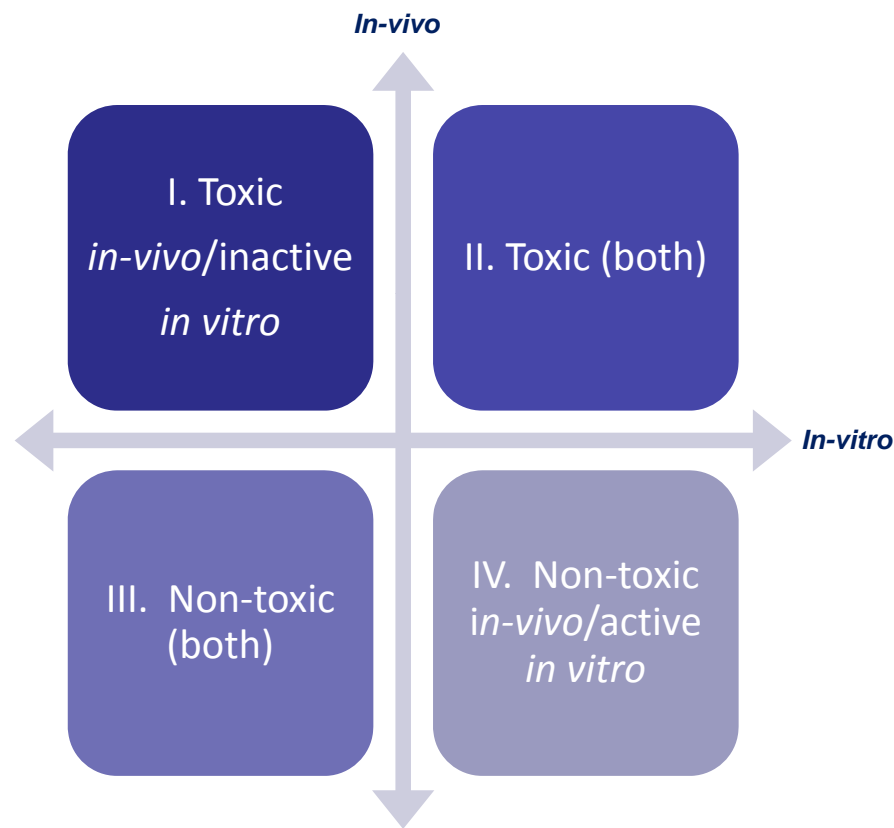 In-vivo
I. Toxic
in-vivo/inactive
in vitro
II. Toxic (both)
In-vitro
III.  Non-toxic
(both)
IV.  Non-toxic
in-vivo/active
in vitro